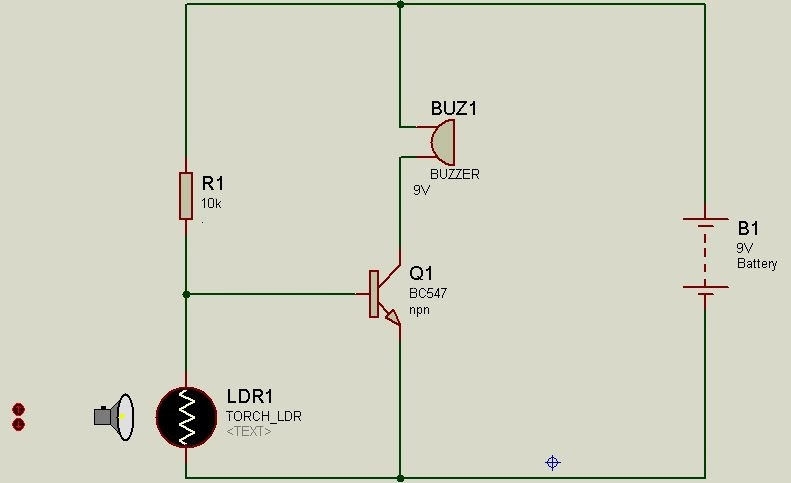 BUZ1
BUZZER
9V
R1
10k
.
Q1
BC547
npn
B1
9V
Battery
LDR1
TORCH_LDR
<TEXT>